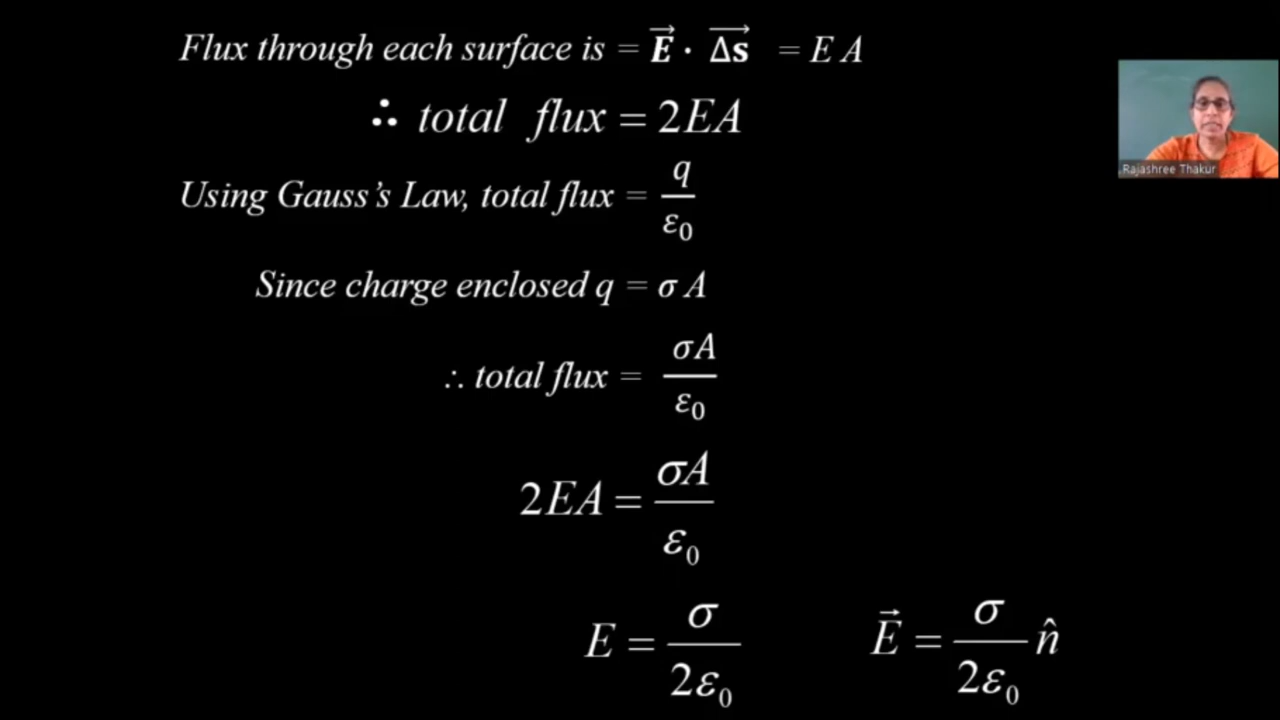 Flux through each surface is = E⃗ · Δs⃗ = E A
∴ total flux = 2EA
Using Gauss’s Law, total flux = q/ε₀
Since charge enclosed q = σ A
∴ total flux = σA/ε₀
2EA = σA/ε₀
E = σ/2ε₀
E⃗ = σ/2ε₀ n̂
Rajashree Thakur